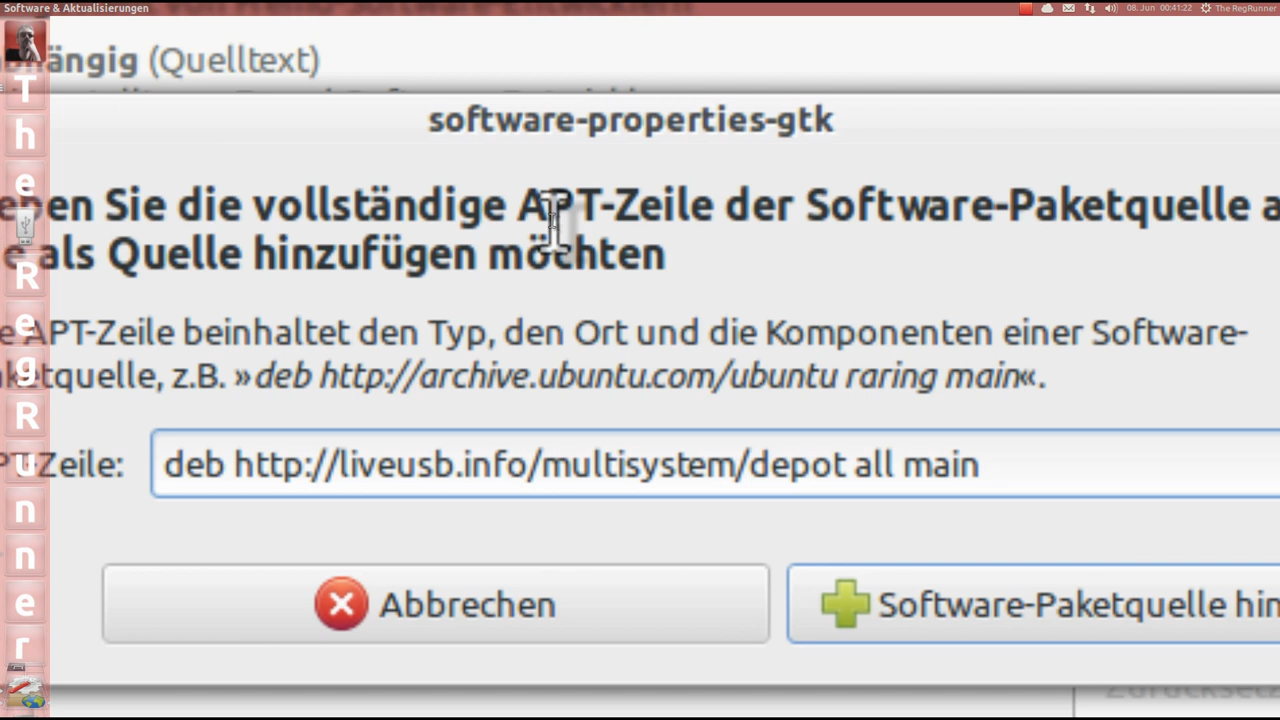 Software & Aktualisierungen
08. Jun 00:41:22 The RegRunner
ängig (Quelltext)
software-properties-gtk
Sie die vollständige APT-Zeile der Software-Paketquelle a
als Quelle hinzufügen möchten
APT-Zeile beinhaltet den Typ, den Ort und die Komponenten einer Software-
quelle, z.B. »deb http://archive.ubuntu.com/ubuntu raring main«.
Zeile: deb http://liveusb.info/multisystem/depot all main
Abbrechen
Software-Paketquelle hin
T
h
e
R
e
g
R
u
n
n
e
r